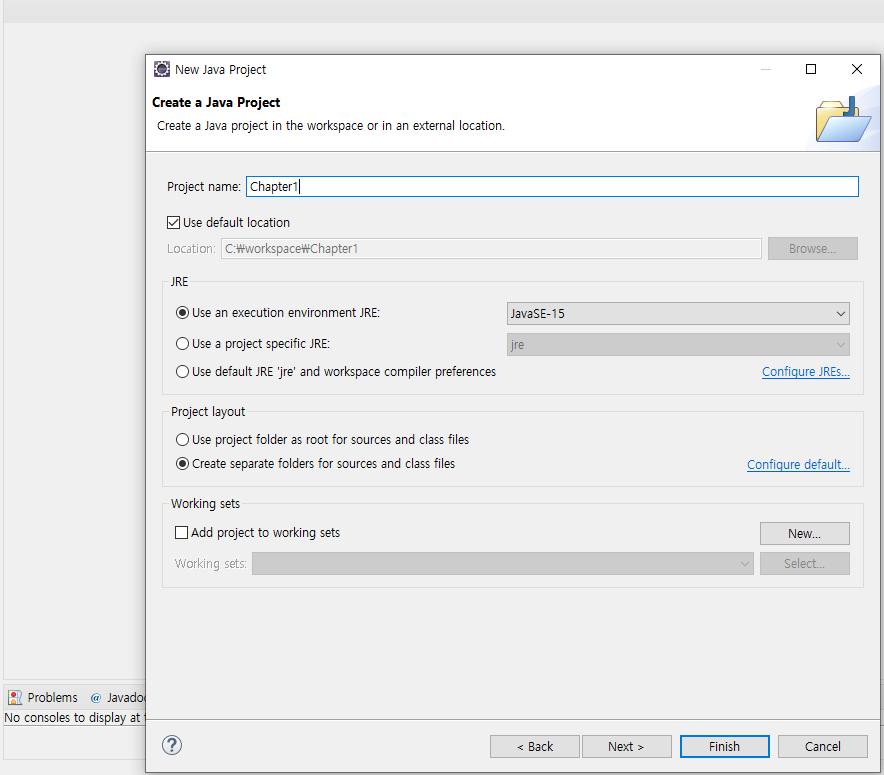 New Java Project
Create a Java Project
Create a Java project in the workspace or in an external location.
Project name: Chapter1
Use default location
Location: C:₩workspace₩Chapter1 Browse...
JRE
Use an execution environment JRE: JavaSE-15
Use a project specific JRE: jre
Use default JRE 'jre' and workspace compiler preferences Configure JREs...
Project layout
Use project folder as root for sources and class files
Create separate folders for sources and class files Configure default...
Working sets
Add project to working sets New...
Working sets: Select...
Problems @ Javadoc
No consoles to display at t
? < Back Next > Finish Cancel